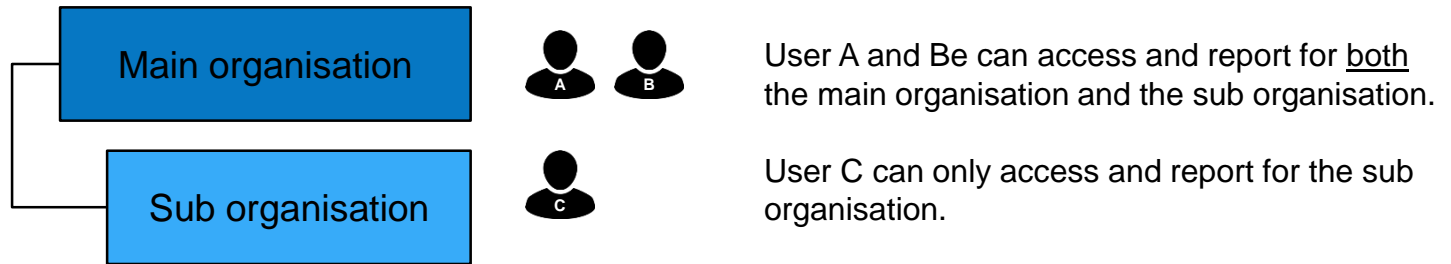 Main organisation
A
B
User A and Be can access and report for both
the main organisation and the sub organisation.
Sub organisation
C
User C can only access and report for the sub
organisation.